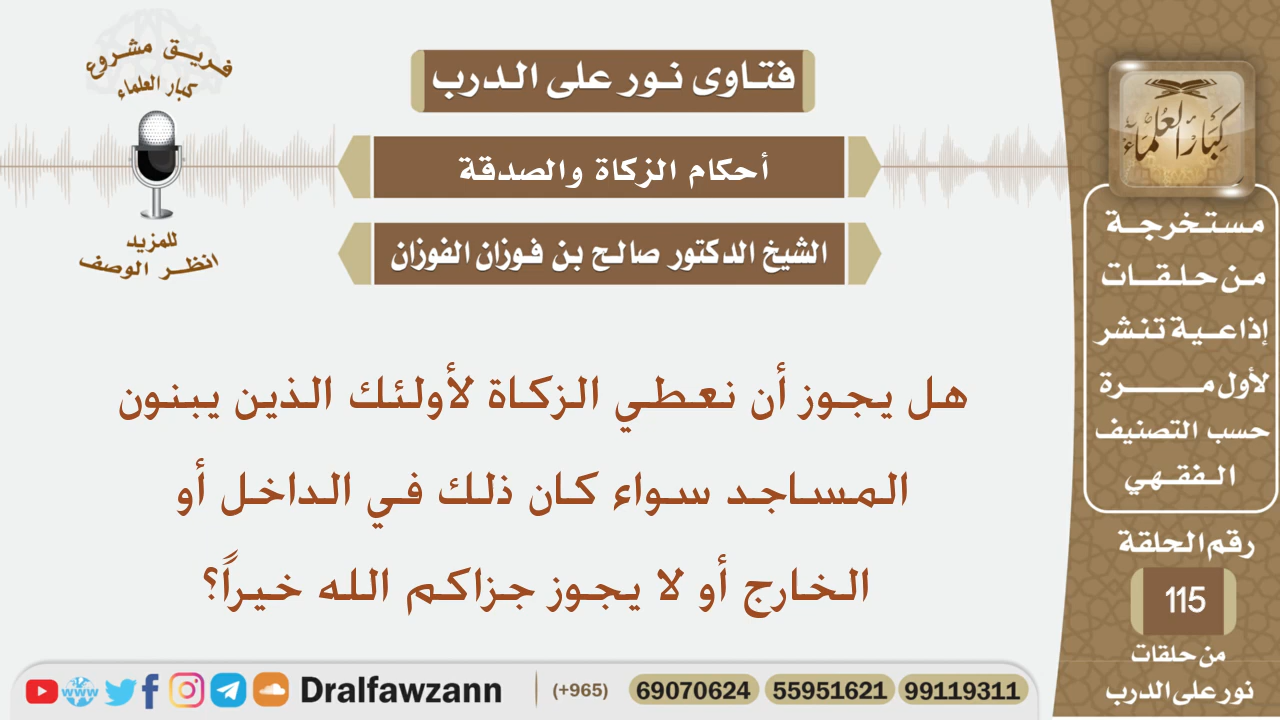 فريق مشروع
كبار العلماء
للمزيد
انظر الوصف
فتاوى نور على الدرب
أحكام الزكاة والصدقة
الشيخ الدكتور صالح بن فوزان الفوزان
هل يجوز أن نعطي الزكاة لأولئك الذين يبنون
المساجد سواء كان ذلك في الداخل أو
الخارج أو لا يجوز جزاكم الله خيراً؟
كبار العلماء
مستخرجة
من حلقات
إذاعية تنشر
لأول مرة
حسب التصنيف
الفقهي
رقم الحلقة
115
من حلقات
نور على الدرب
www
Dralfawzann
(+965)
69070624
55951621
99119311